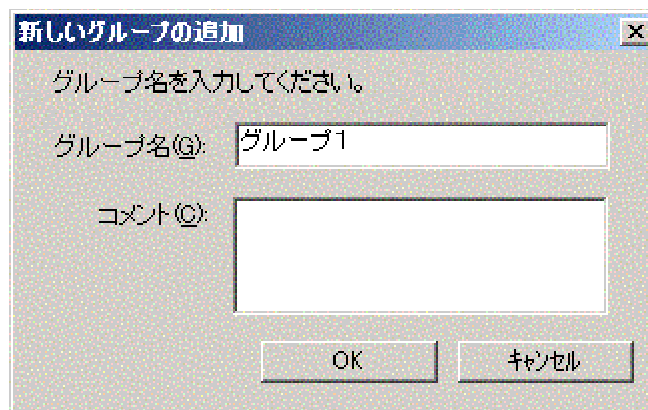 新しいグループの追加
グループ名を入力してください。
グループ名(G):
グループ1
コメント(C):
OK
キャンセル